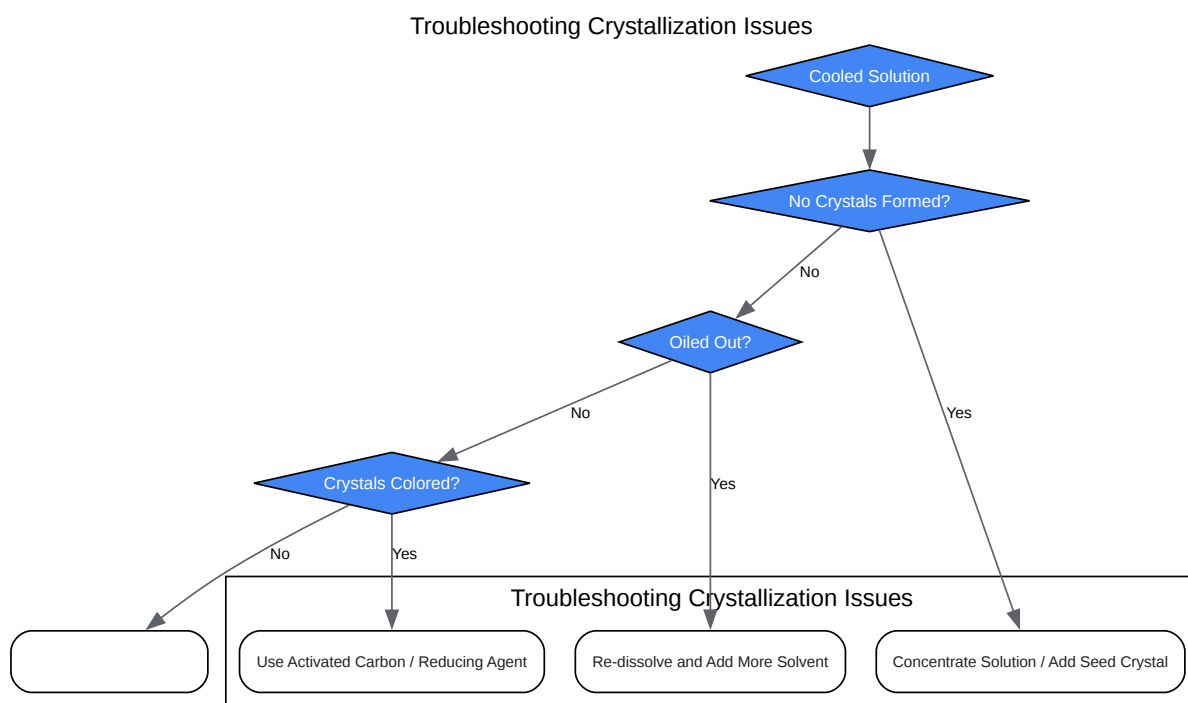 Troubleshooting Crystallization Issues
Cooled Solution
No Crystals Formed?
No
Oiled Out?
No
Yes
Crystals Colored?
Yes
No
Yes
Troubleshooting Crystallization Issues
Use Activated Carbon / Reducing Agent
Re-dissolve and Add More Solvent
Concentrate Solution / Add Seed Crystal